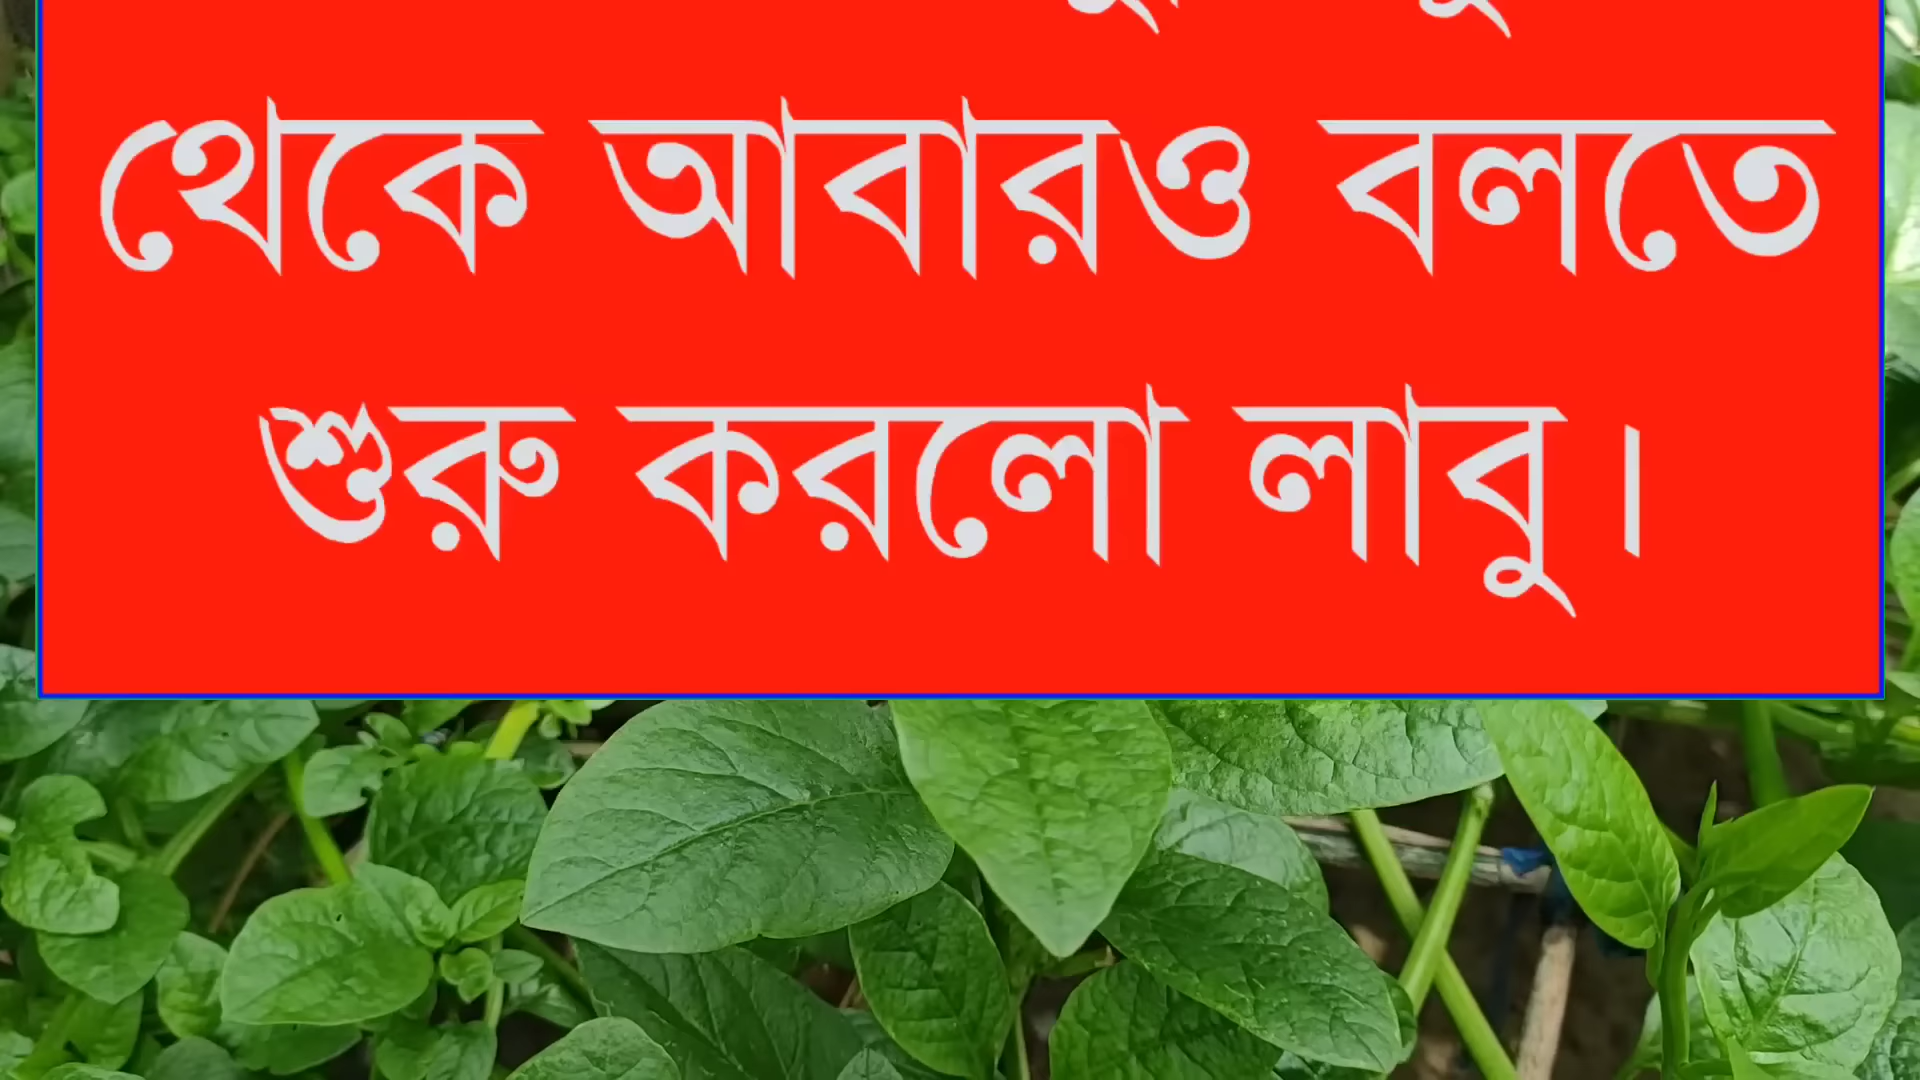 থেকে আবারও বলতে
শুরু করলো লাবু।